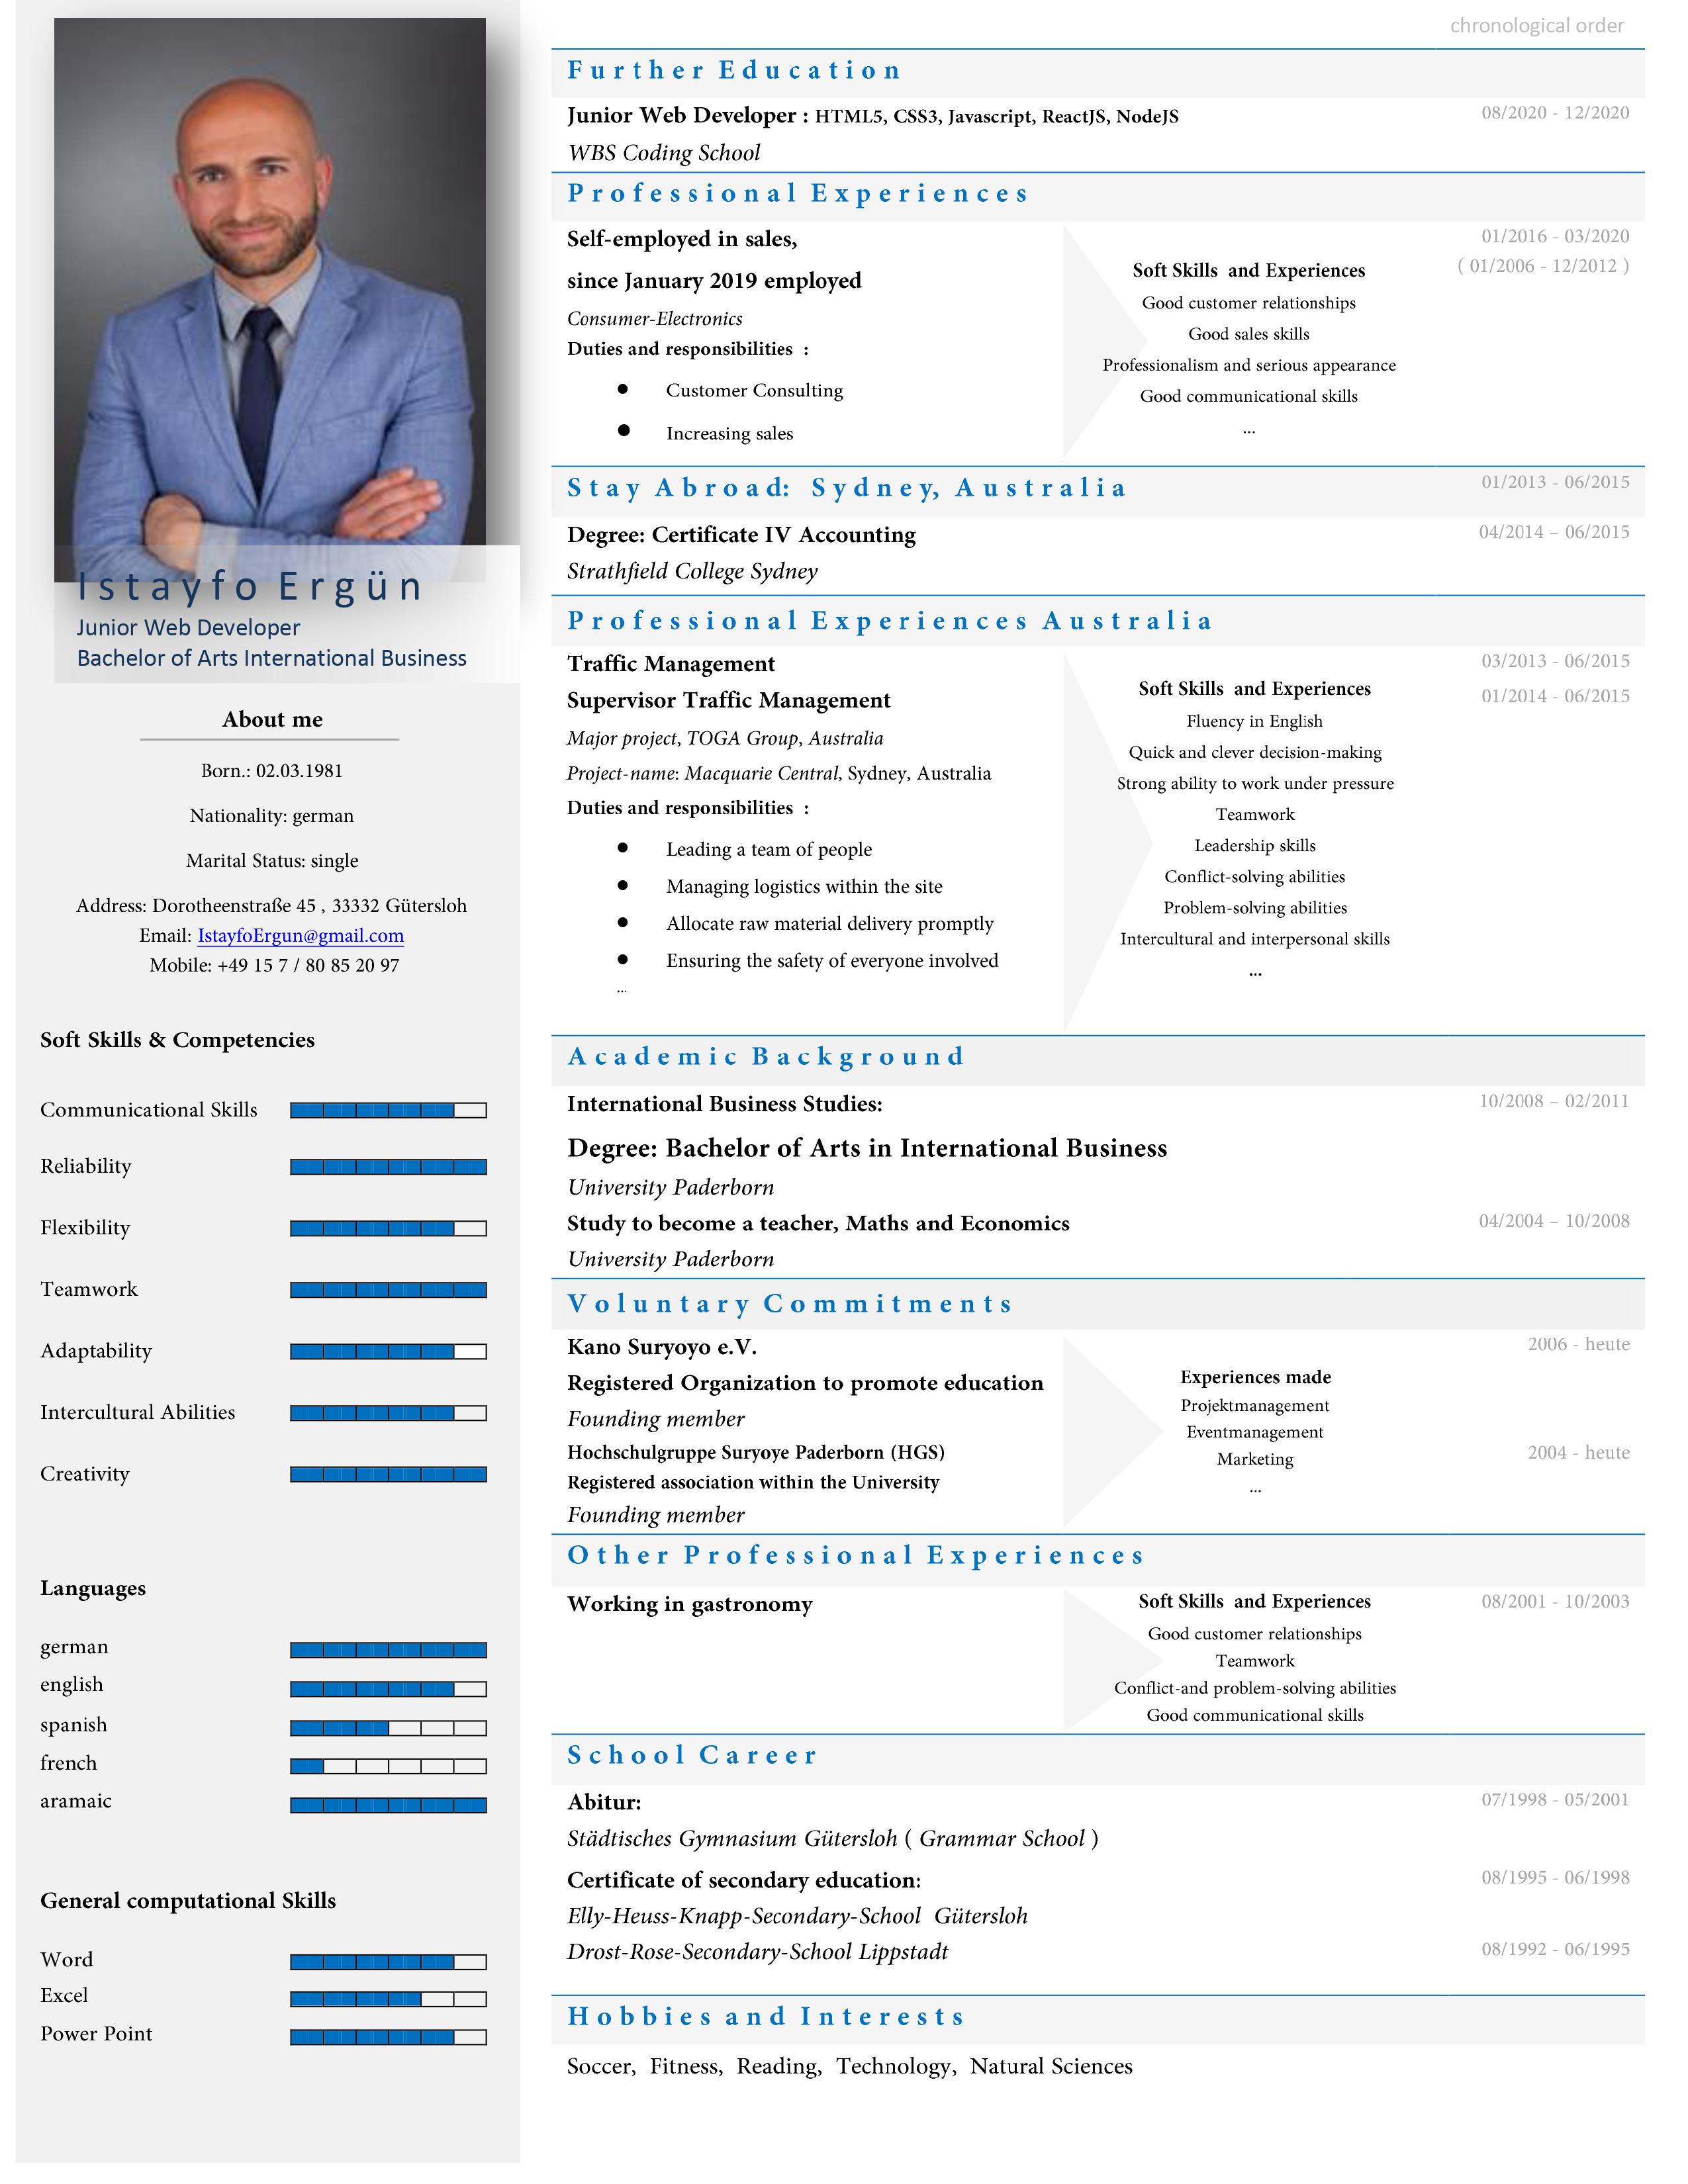 Istayfo Ergün
Junior Web Developer
Bachelor of Arts International Business
About me
Born.: 02.03.1981
Nationality: german
Marital Status: single
Address: Dorotheenstraße 45 , 33332 Gütersloh
Email: IstayfoErgun@gmail.com
Mobile: +49 15 7 / 80 85 20 97
Soft Skills & Competencies
Communicational Skills
Reliability
Flexibility
Teamwork
Adaptability
Intercultural Abilities
Creativity
Languages
german
english
spanish
french
aramaic
General computational Skills
Word
Excel
Power Point
chronological order
Further Education
Junior Web Developer : HTML5, CSS3, Javascript, ReactJS, NodeJS 08/2020 - 12/2020
WBS Coding School
Professional Experiences
Self-employed in sales,
since January 2019 employed
Consumer-Electronics
Duties and responsibilities :
● Customer Consulting
● Increasing sales
Soft Skills and Experiences
Good customer relationships
Good sales skills
Professionalism and serious appearance
Good communicational skills
...
01/2016 - 03/2020
( 01/2006 - 12/2012 )
Stay Abroad: Sydney, Australia 01/2013 - 06/2015
Degree: Certificate IV Accounting 04/2014 – 06/2015
Strathfield College Sydney
Professional Experiences Australia
Traffic Management
Supervisor Traffic Management
Major project, TOGA Group, Australia
Project-name: Macquarie Central, Sydney, Australia
Duties and responsibilities :
● Leading a team of people
● Managing logistics within the site
● Allocate raw material delivery promptly
● Ensuring the safety of everyone involved
...
Soft Skills and Experiences
Fluency in English
Quick and clever decision-making
Strong ability to work under pressure
Teamwork
Leadership skills
Conflict-solving abilities
Problem-solving abilities
Intercultural and interpersonal skills
...
03/2013 - 06/2015
01/2014 - 06/2015
Academic Background
International Business Studies: 10/2008 – 02/2011
Degree: Bachelor of Arts in International Business
University Paderborn
Study to become a teacher, Maths and Economics 04/2004 – 10/2008
University Paderborn
Voluntary Commitments
Kano Suryoyo e.V.
Registered Organization to promote education
Founding member
Hochschulgruppe Suryoye Paderborn (HGS)
Registered association within the University
Founding member
Experiences made
Projektmanagement
Eventmanagement
Marketing
...
2006 - heute
2004 - heute
Other Professional Experiences
Working in gastronomy
Soft Skills and Experiences
Good customer relationships
Teamwork
Conflict-and problem-solving abilities
Good communicational skills
08/2001 - 10/2003
School Career
Abitur: 07/1998 - 05/2001
Städtisches Gymnasium Gütersloh ( Grammar School )
Certificate of secondary education: 08/1995 - 06/1998
Elly-Heuss-Knapp-Secondary-School Gütersloh
Drost-Rose-Secondary-School Lippstadt 08/1992 - 06/1995
Hobbies and Interests
Soccer, Fitness, Reading, Technology, Natural Sciences